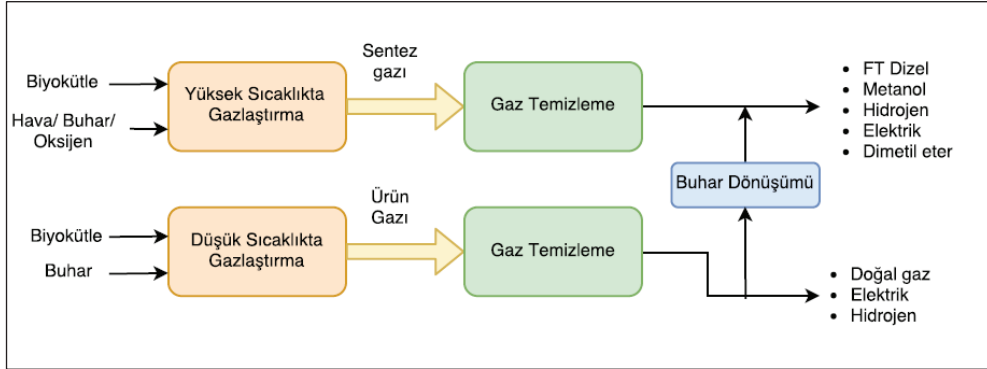 Biyokütle
Hava/ Buhar/
Oksijen
Yüksek Sıcaklıkta
Gazlaştırma
Sentez
gazı
Gaz Temizleme
• FT Dizel
• Metanol
• Hidrojen
• Elektrik
• Dimetil eter
Buhar Dönüşümü
Biyokütle
Buhar
Düşük Sıcaklıkta
Gazlaştırma
Ürün
Gazı
Gaz Temizleme
• Doğal gaz
• Elektrik
• Hidrojen